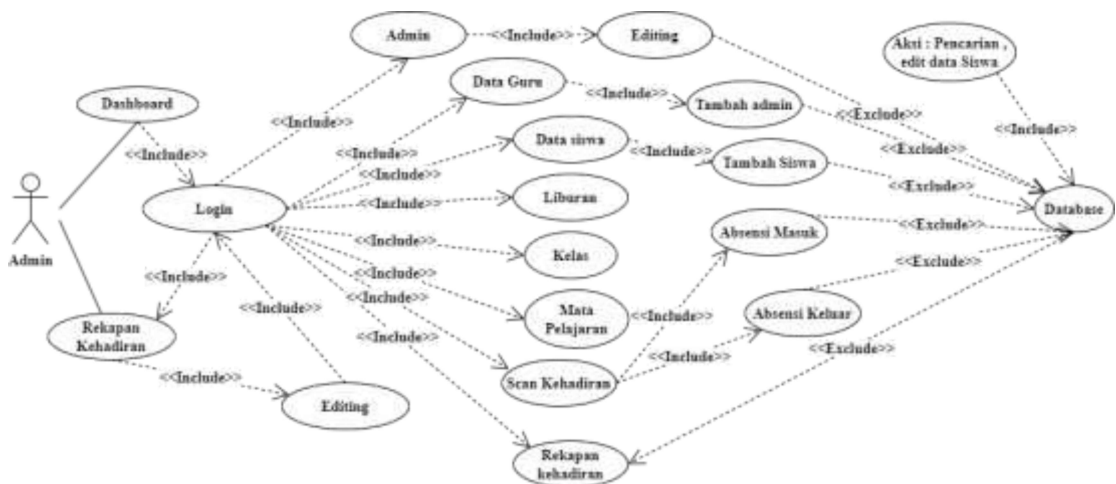 Admin
<<Include>>
Editing
Aksi : Pencarian ,
edit data Siswa
Data Guru
<<Include>>
Tambah admin
Dashboard
<<Include>>
<<Exclude>>
<<Include>>
<<Include>>
Data siswa
<<Include>>
Tambah Siswa
<<Exclude>>
<<Include>>
<<Include>>
<<Exclude>>
Login
<<Include>>
Liburan
Database
Absensi Masuk
<<Exclude>>
<<Include>>
Kelas
Admin
<<Include>>
<<Include>>
<<Exclude>>
<<Include>>
<<Include>>
Mata
Pelajaran
<<Include>>
Absensi Keluar
Rekapan
Kehadiran
<<Include>>
<<Exclude>>
<<Include>>
<<Include>>
Scan Kehadiran
Editing
Rekapan
kehadiran